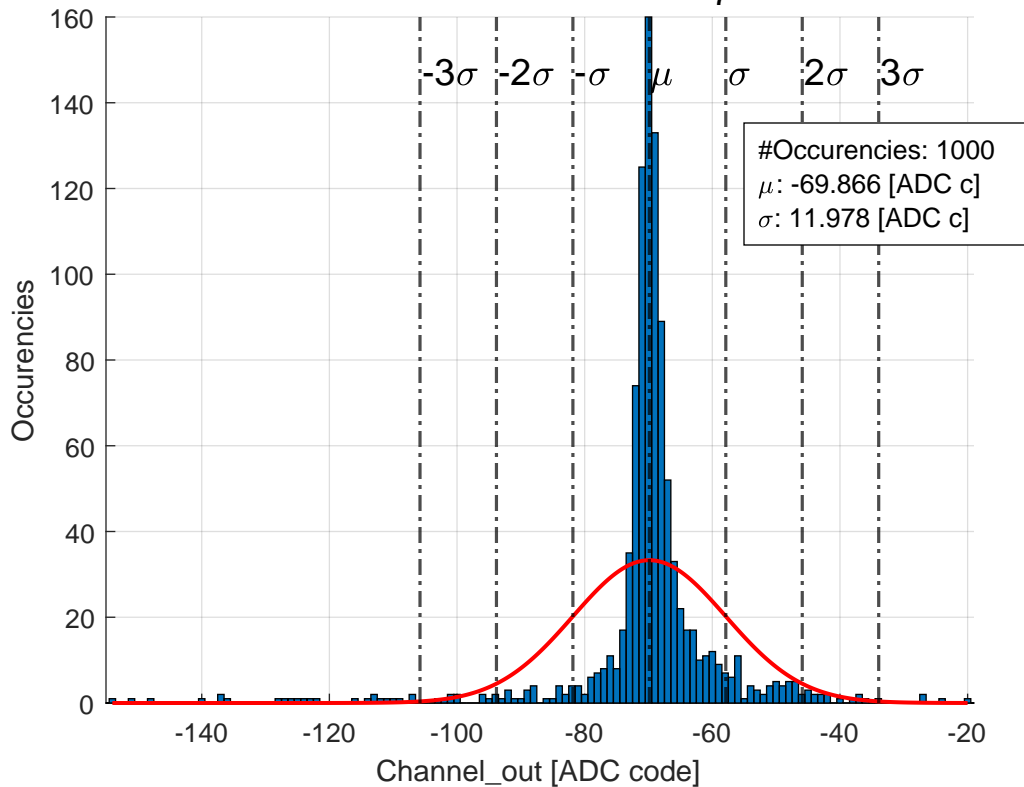 160
140
120
100
80
60
40
20
0
Occurencies
-3σ -2σ -σ μ σ 2σ 3σ
#Occurencies: 1000
μ: -69.866 [ADC c]
σ: 11.978 [ADC c]
-140 -120 -100 -80 -60 -40 -20
Channel_out [ADC code]